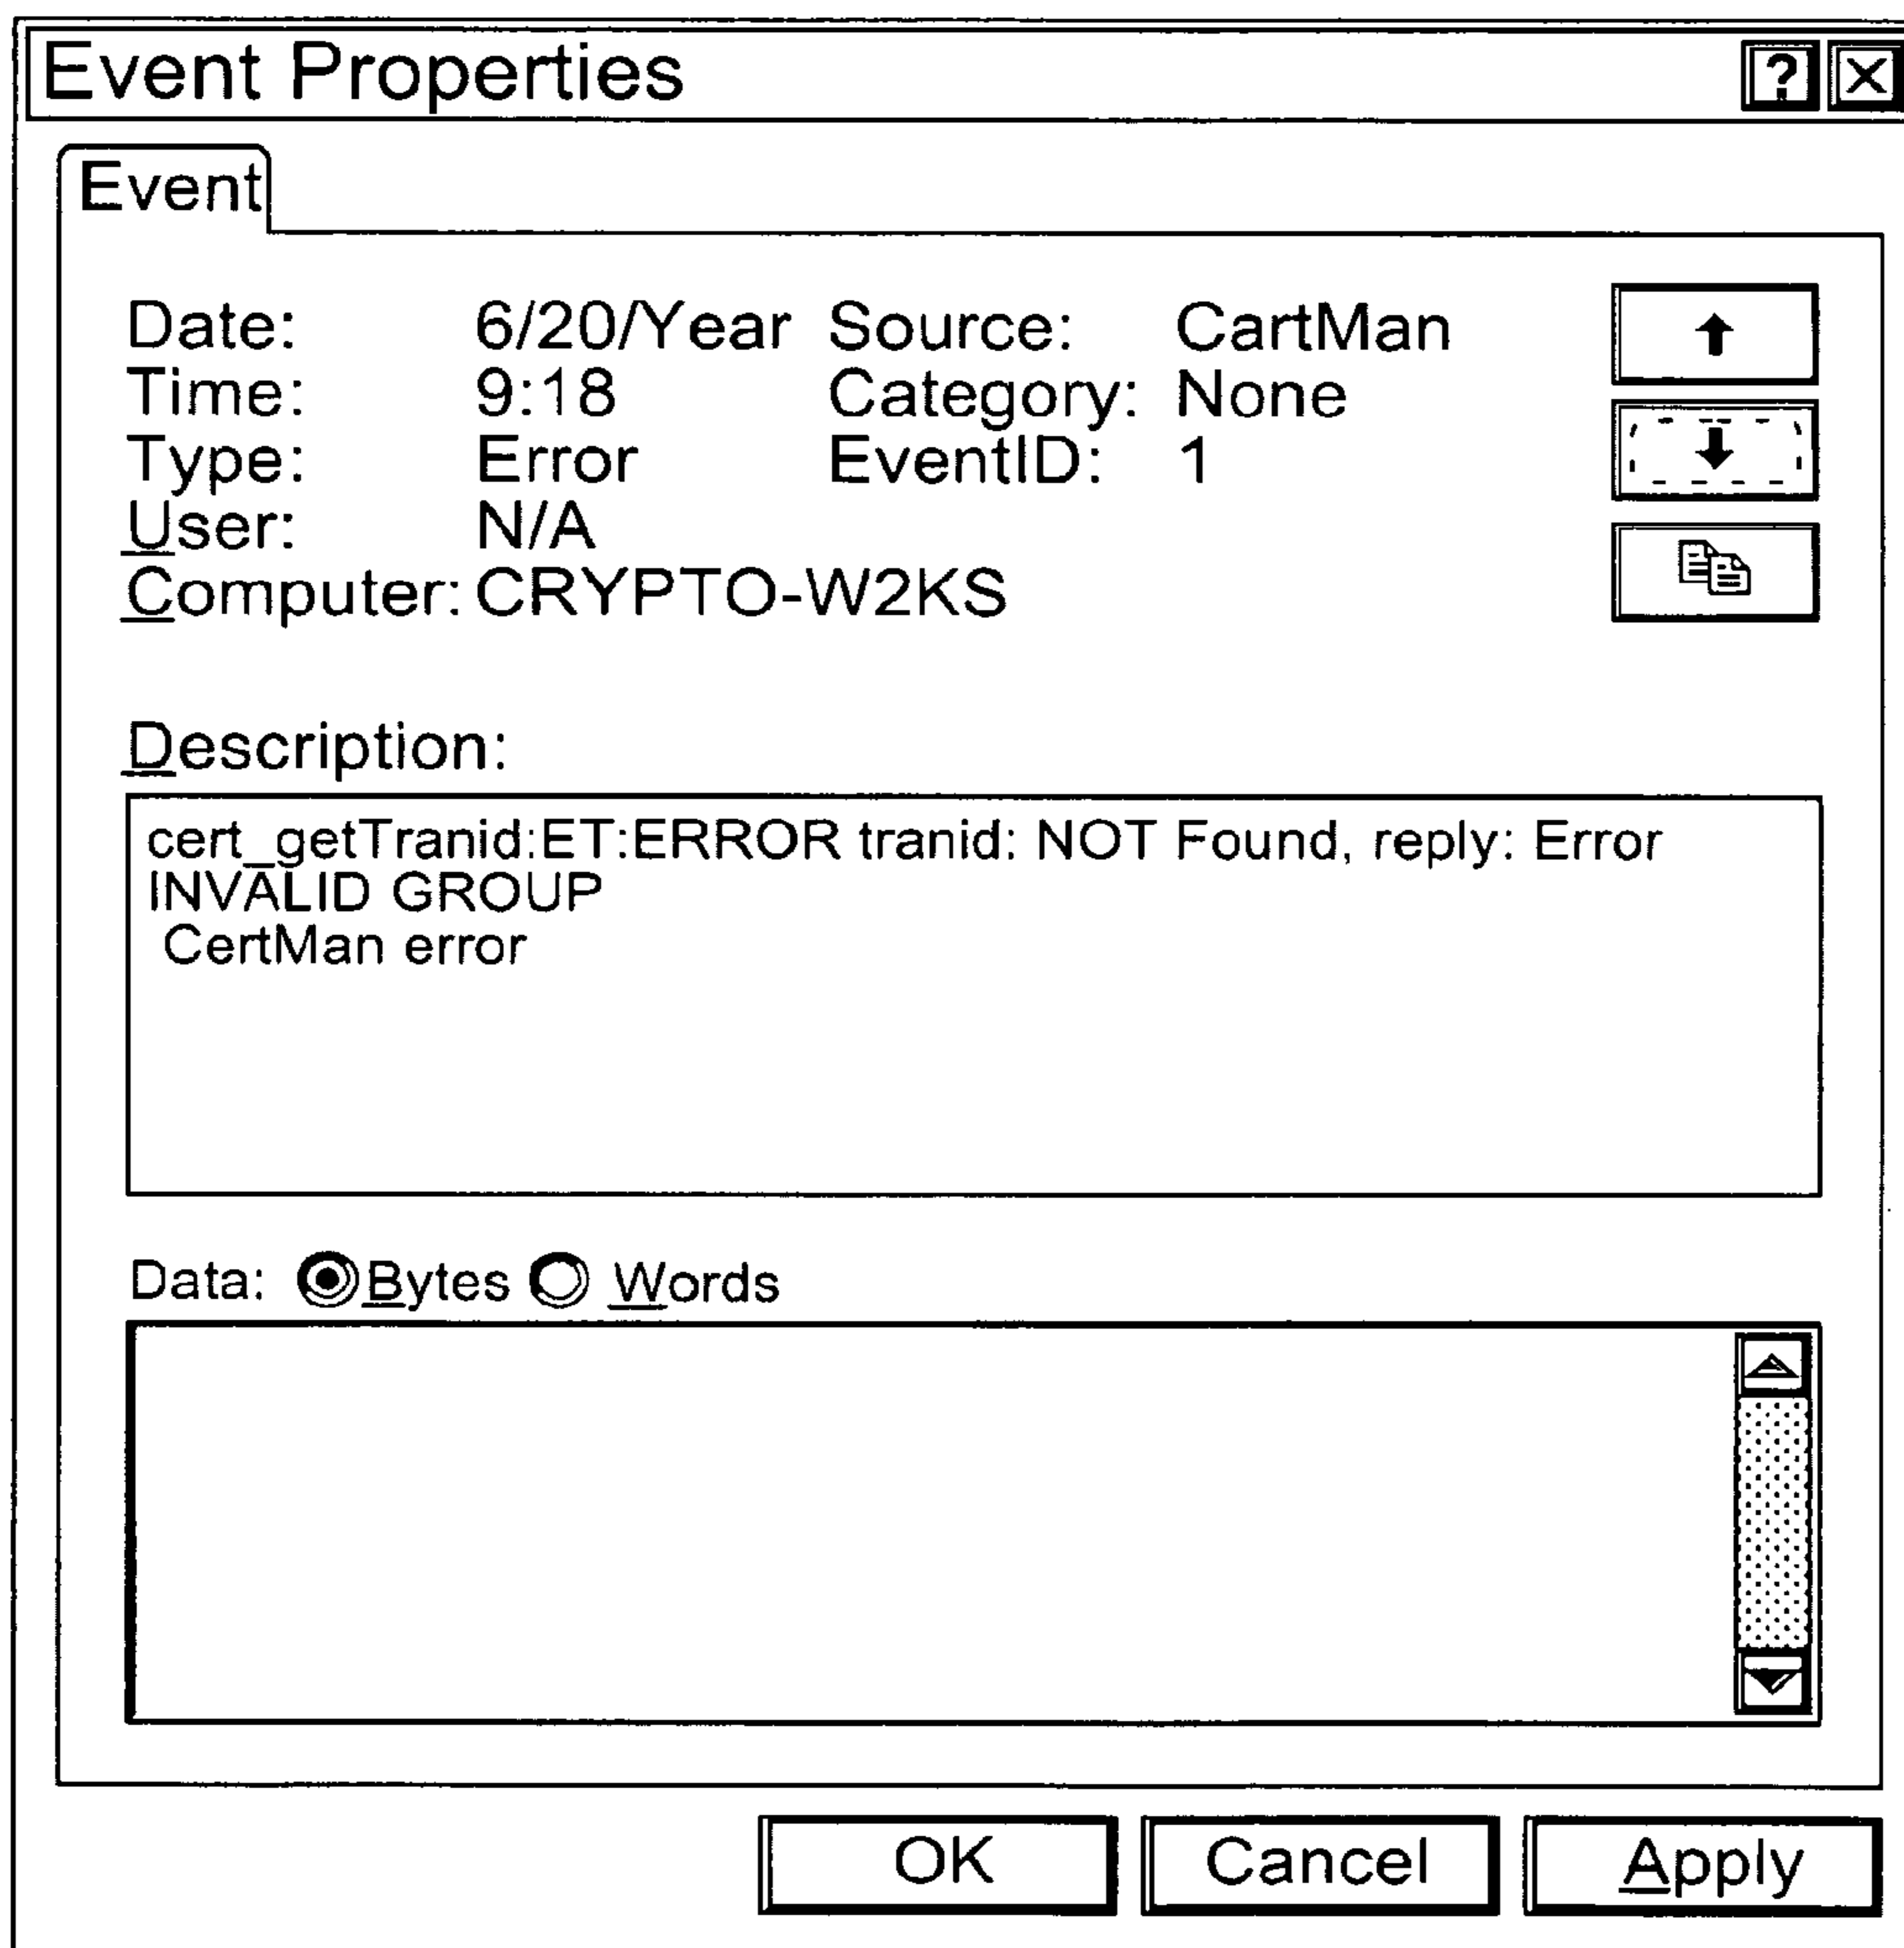 Event Properties
Event
Date: 6/20/Year Source: CartMan
Time: 9:18 Category: None
Type: Error EventID: 1
User: N/A
Computer: CRYPTO-W2KS
Description:
cert_getTranid:ET:ERROR tranid: NOT Found, reply: Error
INVALID GROUP
CertMan error
Data: Bytes Words
OK Cancel Apply